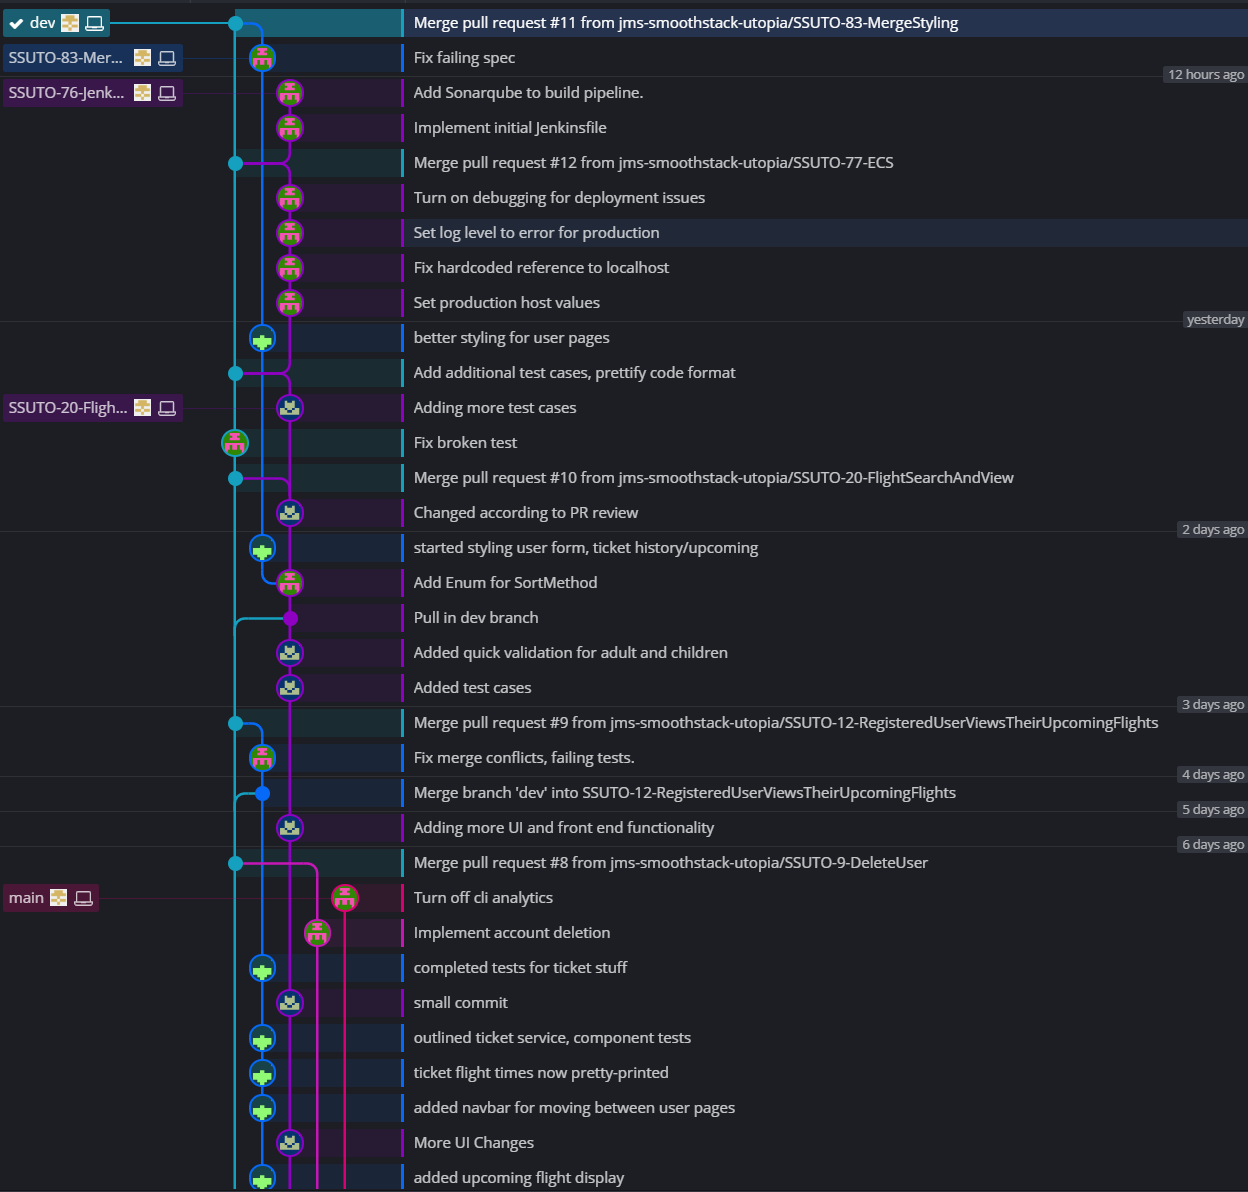 dev
Merge pull request #11 from jms-smoothstack-utopia/SSUTO-83-MergeStyling
SSUTO-83-Mer...
Fix failing spec
12 hours ago
SSUTO-76-Jenk...
Add Sonarqube to build pipeline.
Implement initial Jenkinsfile
Merge pull request #12 from jms-smoothstack-utopia/SSUTO-77-ECS
Turn on debugging for deployment issues
Set log level to error for production
Fix hardcoded reference to localhost
Set production host values
yesterday
better styling for user pages
Add additional test cases, prettify code format
SSUTO-20-Fligh...
Adding more test cases
Fix broken test
Merge pull request #10 from jms-smoothstack-utopia/SSUTO-20-FlightSearchAndView
Changed according to PR review
2 days ago
started styling user form, ticket history/upcoming
Add Enum for SortMethod
Pull in dev branch
Added quick validation for adult and children
Added test cases
3 days ago
Merge pull request #9 from jms-smoothstack-utopia/SSUTO-12-RegisteredUserViewsTheirUpcomingFlights
Fix merge conflicts, failing tests.
4 days ago
Merge branch 'dev' into SSUTO-12-RegisteredUserViewsTheirUpcomingFlights
5 days ago
Adding more UI and front end functionality
6 days ago
Merge pull request #8 from jms-smoothstack-utopia/SSUTO-9-DeleteUser
main
Turn off cli analytics
Implement account deletion
completed tests for ticket stuff
small commit
outlined ticket service, component tests
ticket flight times now pretty-printed
added navbar for moving between user pages
More UI Changes
added upcoming flight display